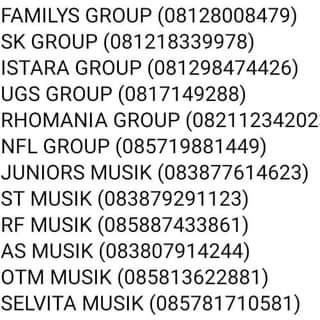 FAMILYS GROUP (08128008479)
SK GROUP (081218339978)
ISTARA GROUP (081298474426)
UGS GROUP (0817149288)
RHOMANIA GROUP (08211234202
NFL GROUP (085719881449)
JUNIORS MUSIK (083877614623)
ST MUSIK (083879291123)
RF MUSIK (085887433861)
AS MUSIK (083807914244)
OTM MUSIK (085813622881)
SELVITA MUSIK (085781710581)